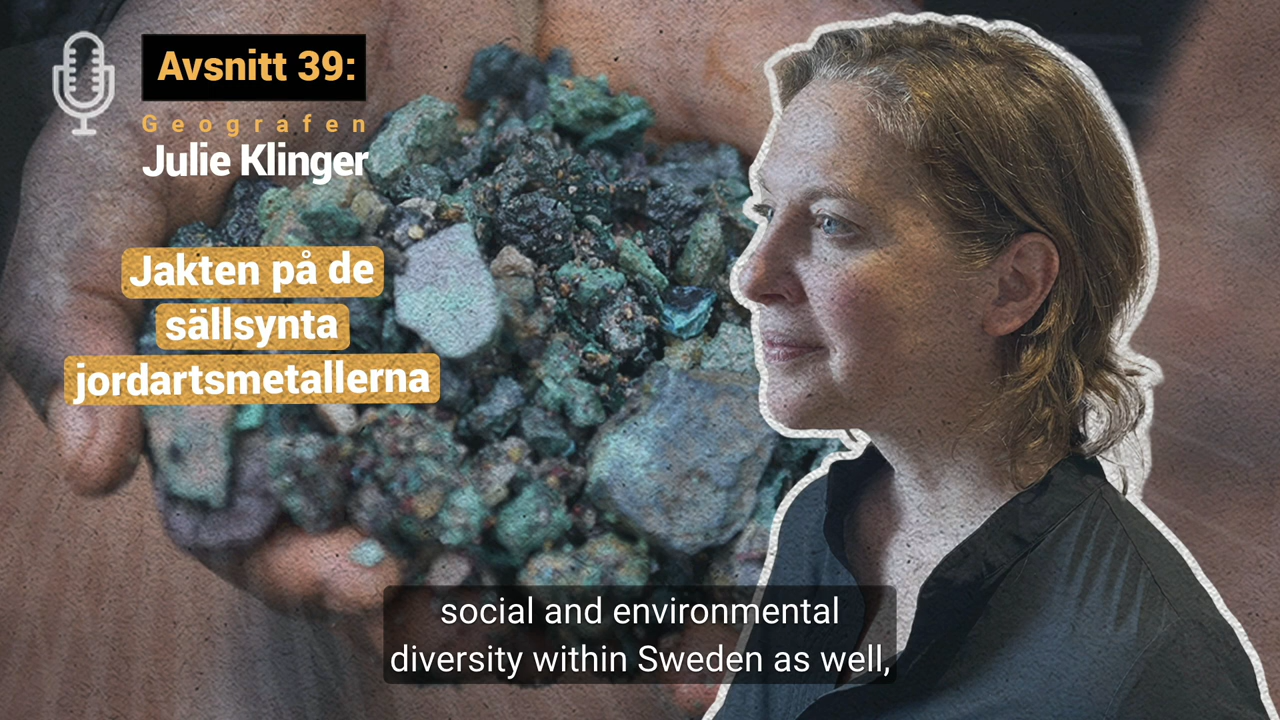 Avsnitt 39:
Geografen
Julie Klinger
Jakten på de
sällsynta
jordartsmetallerna
social and environmental
diversity within Sweden as well,